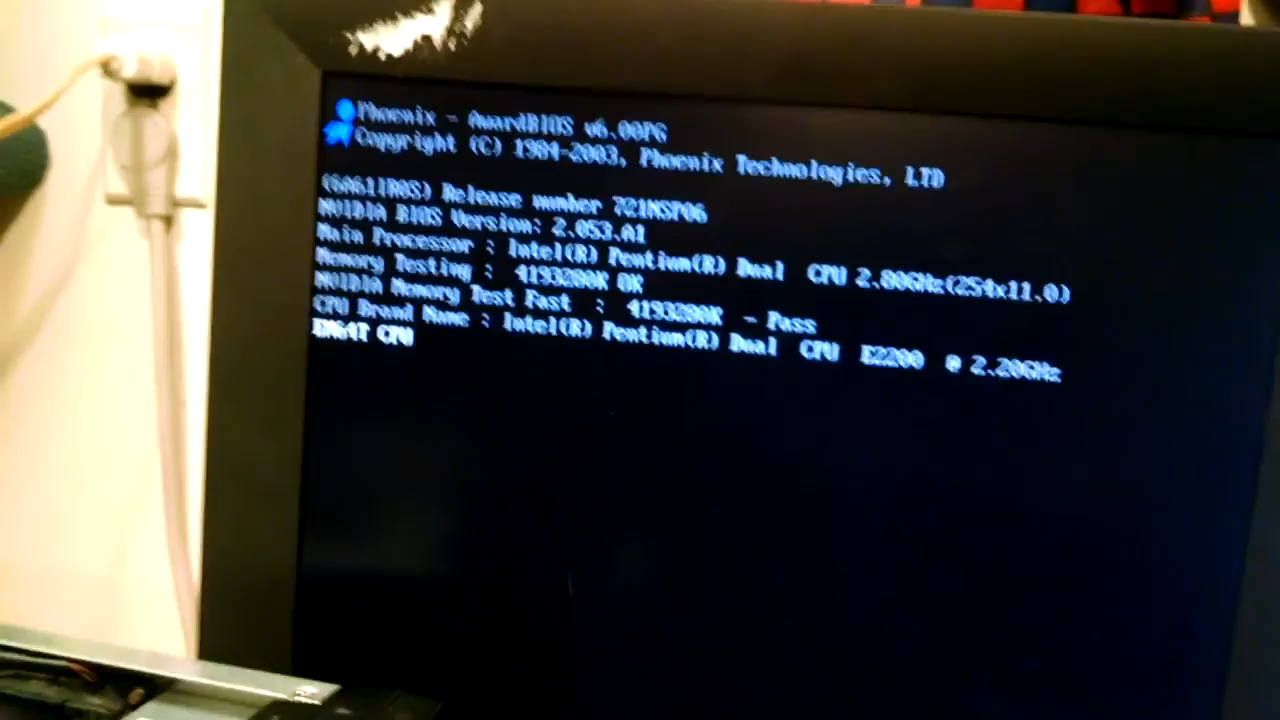 Phoenix - AwardBIOS v6.00PG
Copyright (C) 1984-2003, Phoenix Technologies, LTD
(6A61IR0S) Release number 721NSP06
NVIDIA BIOS Version: 2.053.A1
Main Processor : Intel(R) Pentium(R) Dual CPU 2.80GHz(254x11.0)
Memory Testing : 4193280K OK
NVIDIA Memory Test Fast : 4193280K - Pass
CPU Brand Name : Intel(R) Pentium(R) Dual CPU E2200 @ 2.20GHz
EM64T CPU